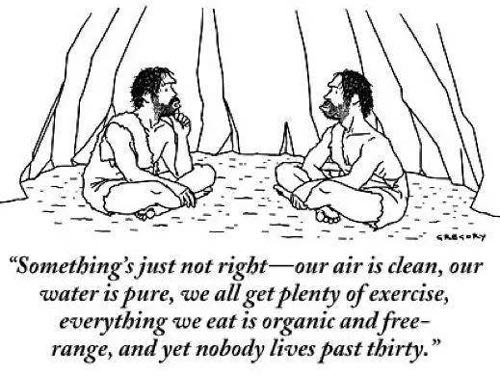 GREGORY
“Something’s just not right—our air is clean, our
water is pure, we all get plenty of exercise,
everything we eat is organic and free-
range, and yet nobody lives past thirty.”